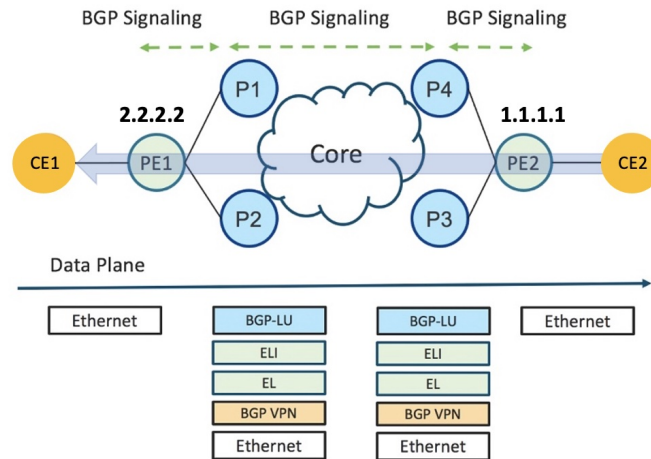 BGP Signaling BGP Signaling BGP Signaling
P1 P4
2.2.2.2 1.1.1.1
CE1 PE1 Core PE2 CE2
P2 P3
Data Plane
Ethernet BGP-LU BGP-LU Ethernet
ELI ELI
EL EL
BGP VPN BGP VPN
Ethernet Ethernet